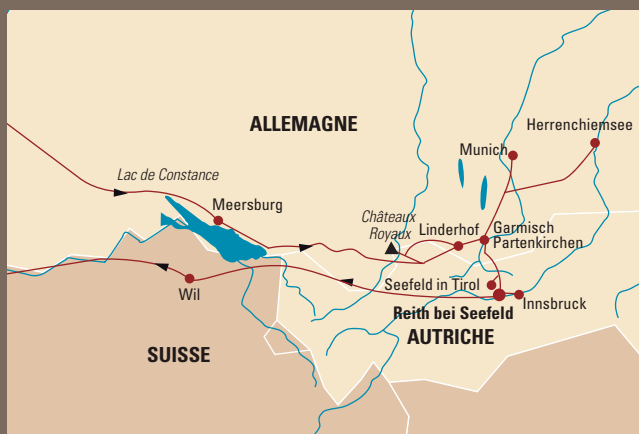 ALLEMAGNE
Herrenchiemsee
Munich
Lac de Constance
Meersburg
Châteaux
Royaux
Linderhof
Garmisch
Partenkirchen
Seefeld in Tirol
Wil
Innsbruck
Reith bei Seefeld
AUTRICHE
SUISSE